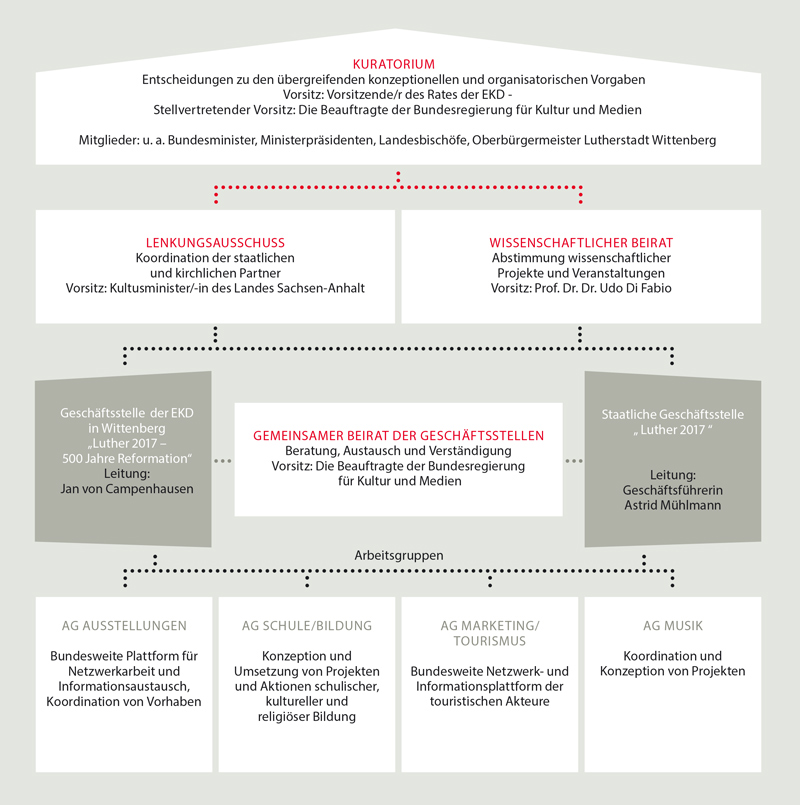 KURATORIUM
Entscheidungen zu den übergreifenden konzeptionellen und organisatorischen Vorgaben
Vorsitz: Vorsitzende/r des Rates der EKD -
Stellvertretender Vorsitz: Die Beauftragte der Bundesregierung für Kultur und Medien
Mitglieder: u. a. Bundesminister, Ministerpräsidenten, Landesbischöfe, Oberbürgermeister Lutherstadt Wittenberg
LENKUNGSAUSSCHUSS
Koordination der staatlichen
und kirchlichen Partner
Vorsitz: Kultusminister/-in des Landes Sachsen-Anhalt
WISSENSCHAFTLICHER BEIRAT
Abstimmung wissenschaftlicher
Projekte und Veranstaltungen
Vorsitz: Prof. Dr. Dr. Udo Di Fabio
Geschäftsstelle der EKD
in Wittenberg
„Luther 2017 –
500 Jahre Reformation“
Leitung:
Jan von Campenhausen
GEMEINSAMER BEIRAT DER GESCHÄFTSSTELLEN
Beratung, Austausch und Verständigung
Vorsitz: Die Beauftragte der Bundesregierung
für Kultur und Medien
Staatliche Geschäftsstelle
„ Luther 2017 “
Leitung:
Geschäftsführerin
Astrid Mühlmann
Arbeitsgruppen
AG AUSSTELLUNGEN
Bundesweite Plattform für
Netzwerkarbeit und
Informationsaustausch,
Koordination von Vorhaben
AG SCHULE/BILDUNG
Konzeption und
Umsetzung von Projekten
und Aktionen schulischer,
kultureller und
religiöser Bildung
AG MARKETING/
TOURISMUS
Bundesweite Netzwerk- und
Informationsplattform der
touristischen Akteure
AG MUSIK
Koordination und
Konzeption von Projekten